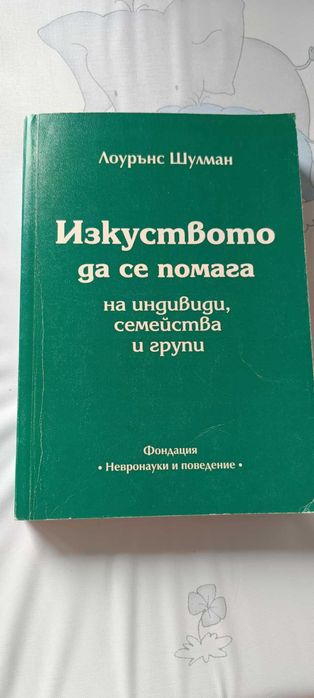 Лоурънс Шулман
Изкуството
да се помага
на индивиди,
семейства
и групи
Фондация
• Невронауки и поведение •